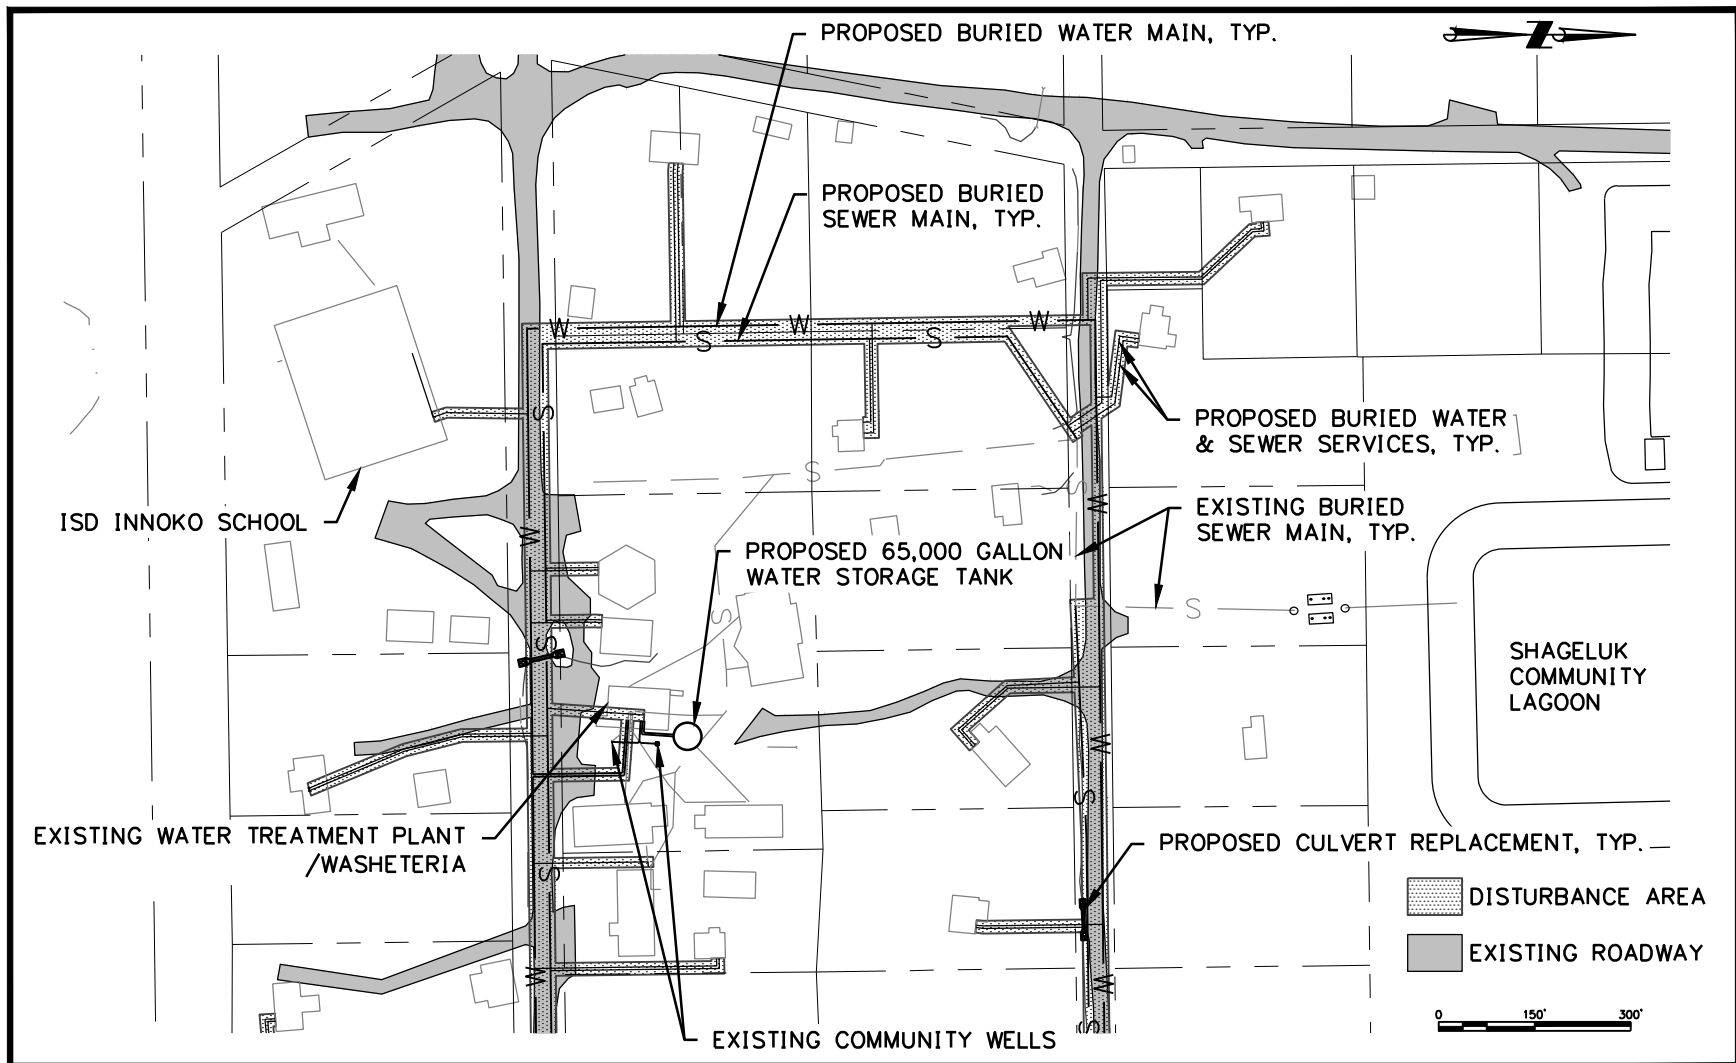 PROPOSED BURIED WATER MAIN, TYP.
PROPOSED BURIED
SEWER MAIN, TYP.
W
W
W
S
S
S
PROPOSED BURIED WATER
& SEWER SERVICES, TYP.
S
S
W
W
ISD INNOKO SCHOOL
EXISTING BURIED
SEWER MAIN, TYP.
PROPOSED 65,000 GALLON
WATER STORAGE TANK
S
S
S
SHAGELUK
COMMUNITY
LAGOON
W
S
EXISTING WATER TREATMENT PLANT
/WASHETERIA
PROPOSED CULVERT REPLACEMENT, TYP.
S
DISTURBANCE AREA
EXISTING ROADWAY
W
W
S
0 150' 300'
EXISTING COMMUNITY WELLS